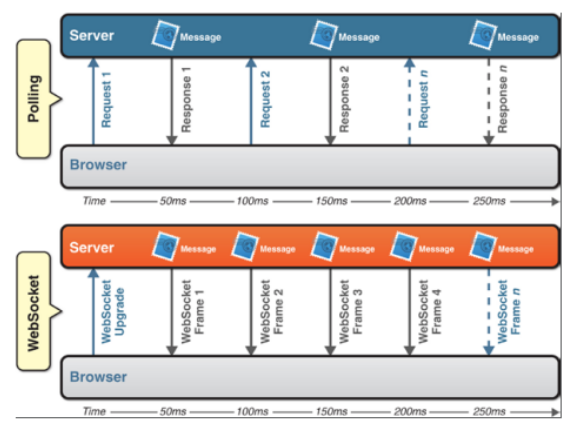 Polling
Server
Message
Message
Message
Request 1
Response 1
Request 2
Response 2
Request n
Response n
Browser
Time
50ms
100ms
150ms
200ms
250ms
WebSocket
Server
Message
Message
Message
Message
Message
WebSocket
Upgrade
WebSocket
Frame 1
WebSocket
Frame 2
WebSocket
Frame 3
WebSocket
Frame 4
WebSocket
Frame n
Browser
Time
50ms
100ms
150ms
200ms
250ms